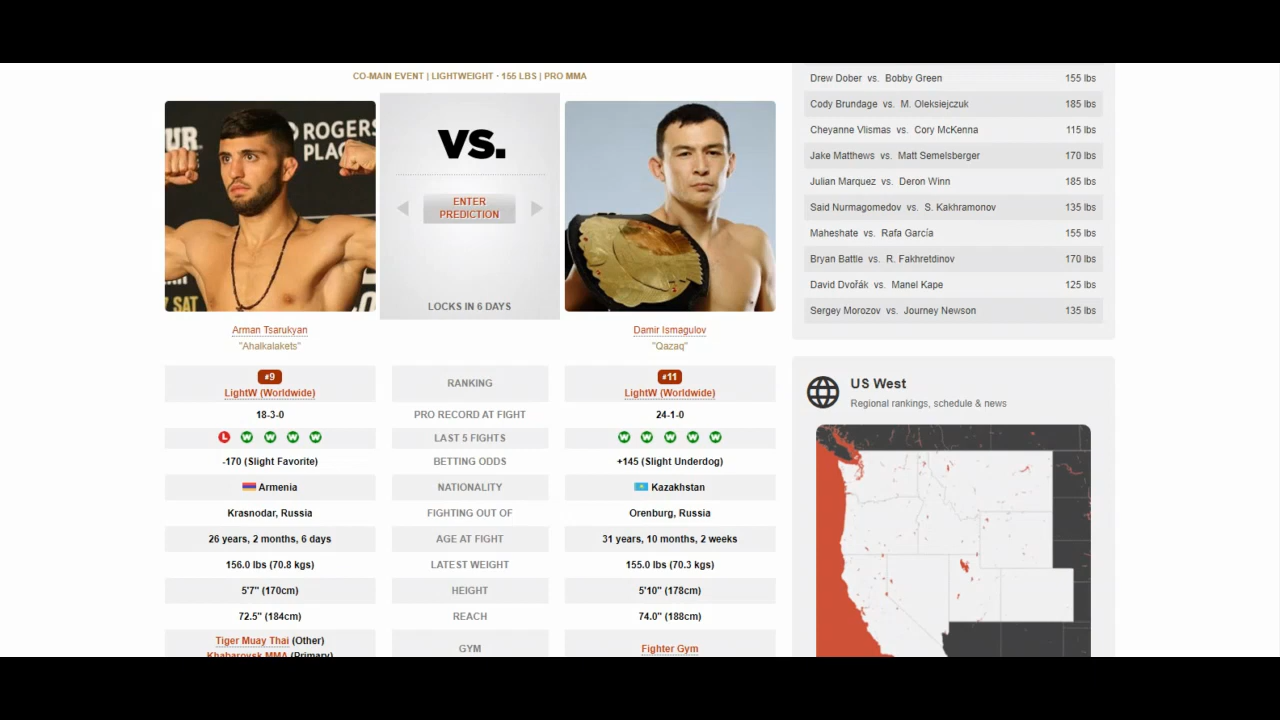 CO-MAIN EVENT | LIGHTWEIGHT · 155 LBS | PRO MMA
UR.
ROGERS
PLAC
7 SAT
VS.
ENTER
PREDICTION
LOCKS IN 6 DAYS
Arman Tsarukyan
"Ahalkalakets"
Damir Ismagulov
"Qazaq"
#9
LightW (Worldwide)
RANKING
#11
LightW (Worldwide)
18-3-0 PRO RECORD AT FIGHT 24-1-0
L W W W W LAST 5 FIGHTS W W W W W
-170 (Slight Favorite) BETTING ODDS +145 (Slight Underdog)
Armenia NATIONALITY Kazakhstan
Krasnodar, Russia FIGHTING OUT OF Orenburg, Russia
26 years, 2 months, 6 days AGE AT FIGHT 31 years, 10 months, 2 weeks
156.0 lbs (70.8 kgs) LATEST WEIGHT 155.0 lbs (70.3 kgs)
5'7" (170cm) HEIGHT 5'10" (178cm)
72.5" (184cm) REACH 74.0" (188cm)
Tiger Muay Thai (Other)
Khabarovsk MMA (Primary)
GYM
Fighter Gym
Drew Dober vs. Bobby Green 155 lbs
Cody Brundage vs. M. Oleksiejczuk 185 lbs
Cheyanne Vlismas vs. Cory McKenna 115 lbs
Jake Matthews vs. Matt Semelsberger 170 lbs
Julian Marquez vs. Deron Winn 185 lbs
Said Nurmagomedov vs. S. Kakhramonov 135 lbs
Maheshate vs. Rafa García 155 lbs
Bryan Battle vs. R. Fakhretdinov 170 lbs
David Dvořák vs. Manel Kape 125 lbs
Sergey Morozov vs. Journey Newson 135 lbs
US West
Regional rankings, schedule & news